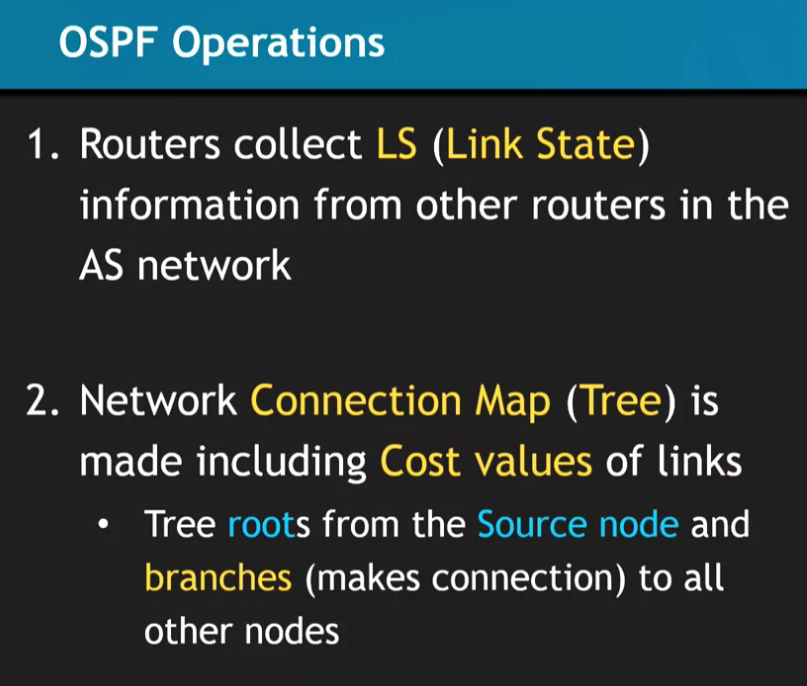 OSPF Operations
1. Routers collect LS (Link State)
information from other routers in the
AS network
2. Network Connection Map (Tree) is
made including Cost values of links
• Tree roots from the Source node and
branches (makes connection) to all
other nodes